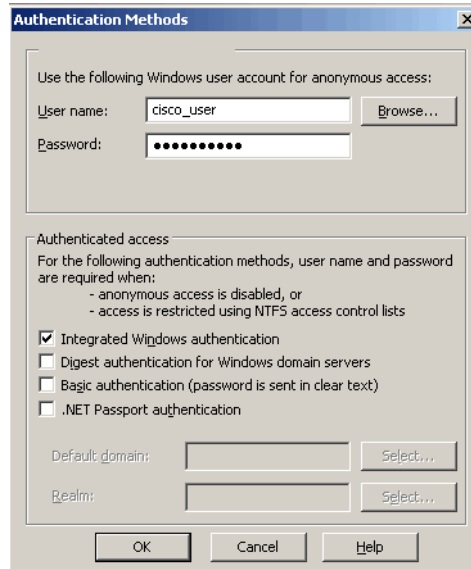 Authentication Methods
Use the following Windows user account for anonymous access:
User name: cisco_user Browse...
Password: ●●●●●●●●●●
Authenticated access
For the following authentication methods, user name and password
are required when:
- anonymous access is disabled, or
- access is restricted using NTFS access control lists
Integrated Windows authentication
Digest authentication for Windows domain servers
Basic authentication (password is sent in clear text)
.NET Passport authentication
Default domain: Select...
Realm: Select...
OK Cancel Help